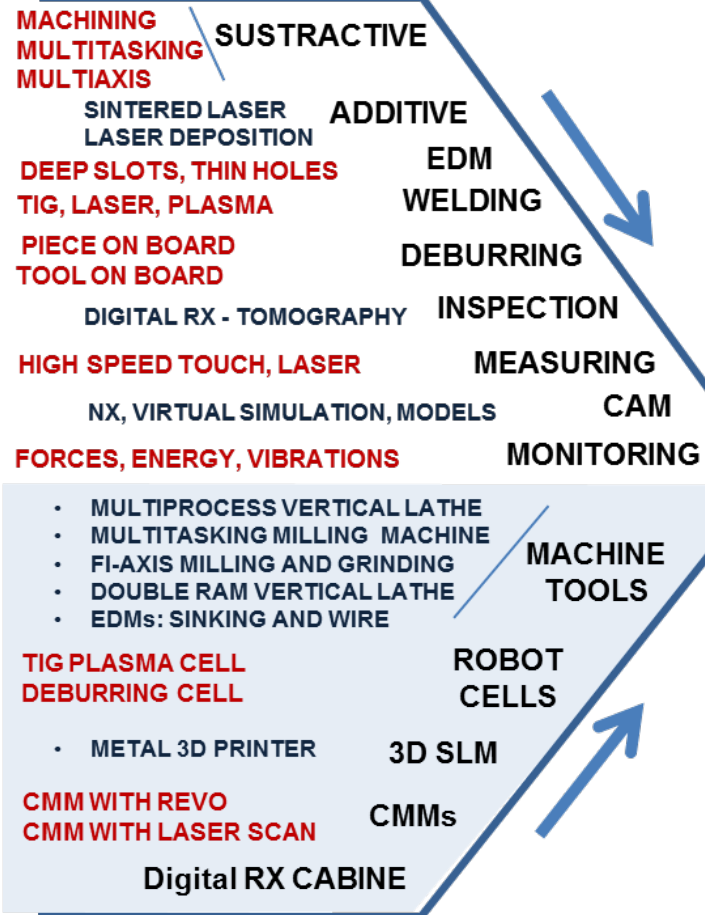 MACHINING
MULTITASKING
MULTIAXIS
SUSTRACTIVE
SINTERED LASER
LASER DEPOSITION
ADDITIVE
DEEP SLOTS, THIN HOLES
EDM
TIG, LASER, PLASMA
WELDING
PIECE ON BOARD
TOOL ON BOARD
DEBURRING
DIGITAL RX - TOMOGRAPHY
INSPECTION
HIGH SPEED TOUCH, LASER
MEASURING
NX, VIRTUAL SIMULATION, MODELS
CAM
FORCES, ENERGY, VIBRATIONS
MONITORING
• MULTIPROCESS VERTICAL LATHE
• MULTITASKING MILLING MACHINE
• FI-AXIS MILLING AND GRINDING
• DOUBLE RAM VERTICAL LATHE
• EDMs: SINKING AND WIRE
MACHINE
TOOLS
TIG PLASMA CELL
DEBURRING CELL
ROBOT
CELLS
• METAL 3D PRINTER
3D SLM
CMM WITH REVO
CMM WITH LASER SCAN
CMMs
Digital RX CABINE